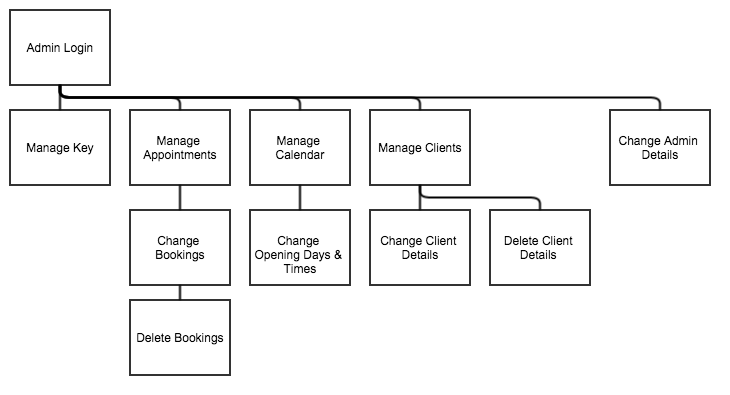 Admin Login
Manage Key
Manage
Appointments
Manage
Calendar
Manage Clients
Change Admin
Details
Change
Bookings
Change
Opening Days &
Times
Change Client
Details
Delete Client
Details
Delete Bookings